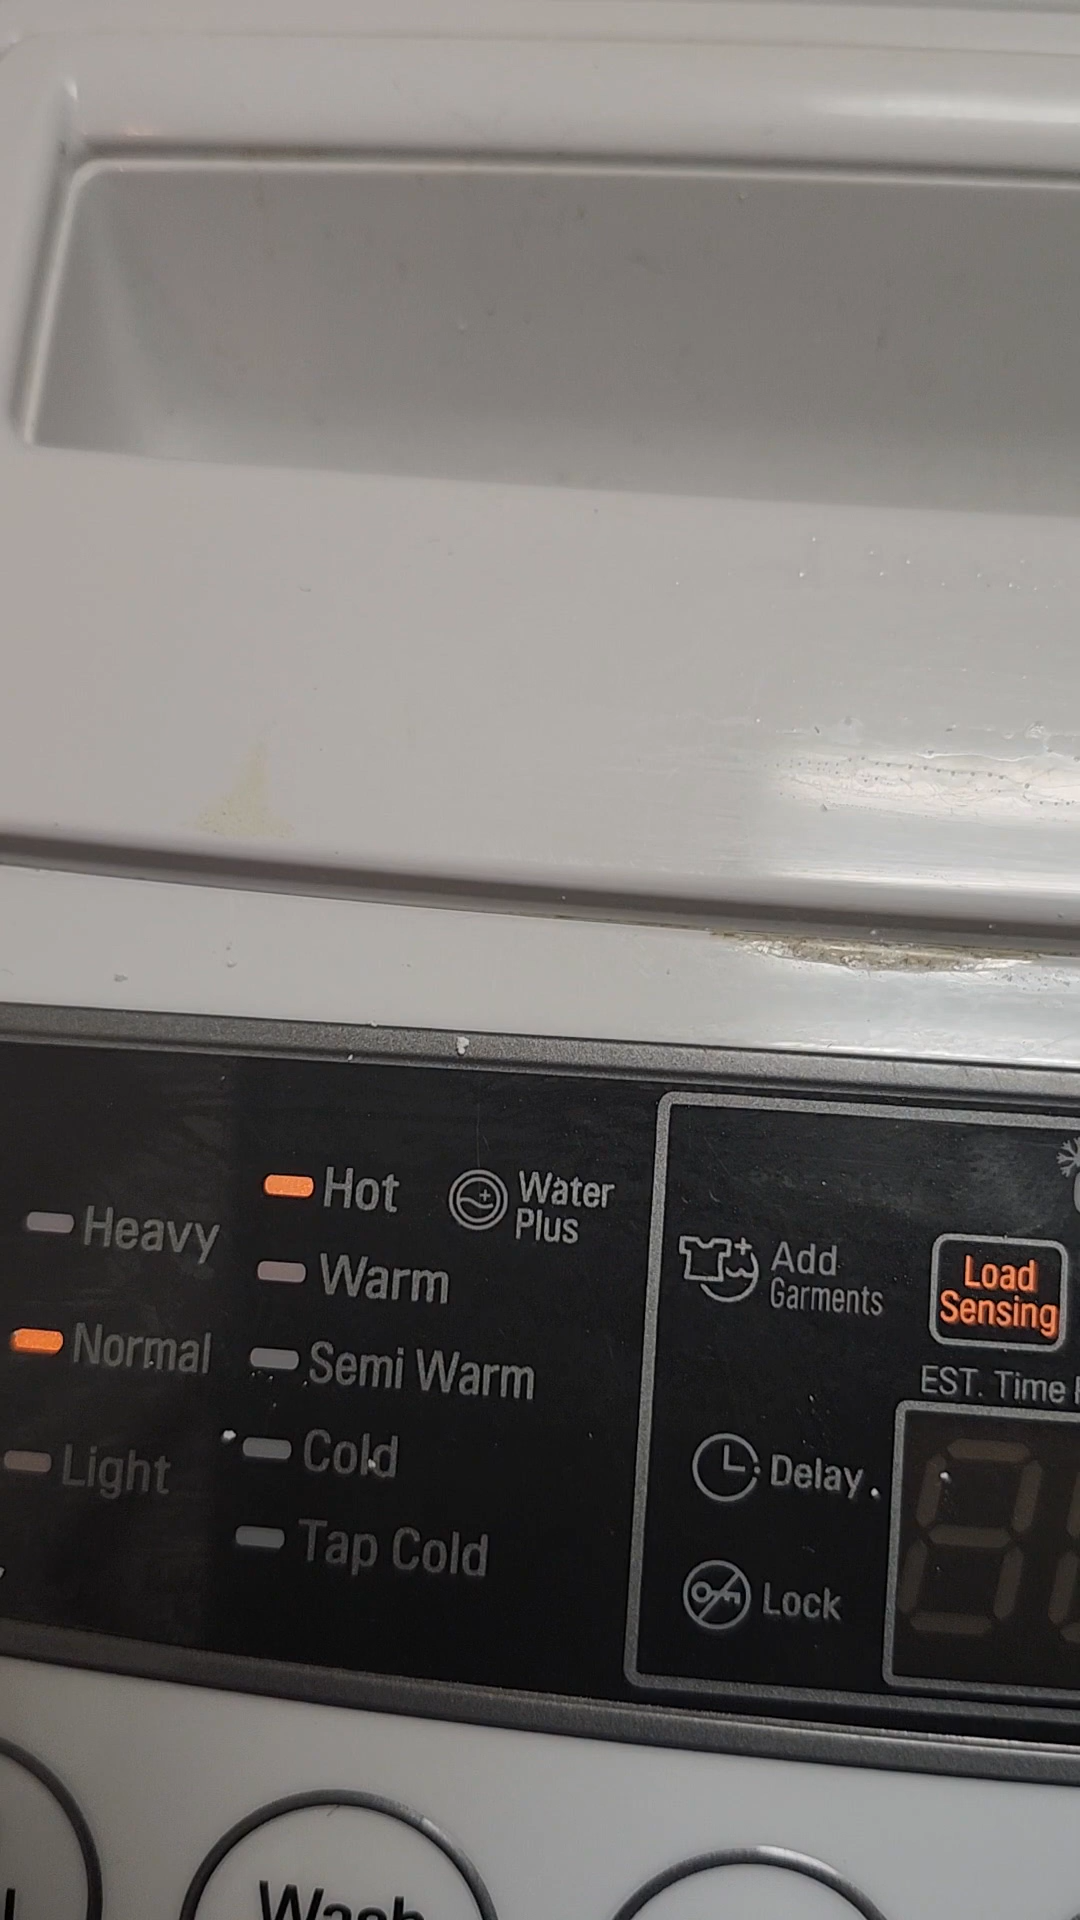 Heavy
Normal
Light
Hot
Warm
Semi Warm
Cold
Tap Cold
Water
Plus
Add
Garments
Load
Sensing
EST. Time
Delay
Lock
Wash